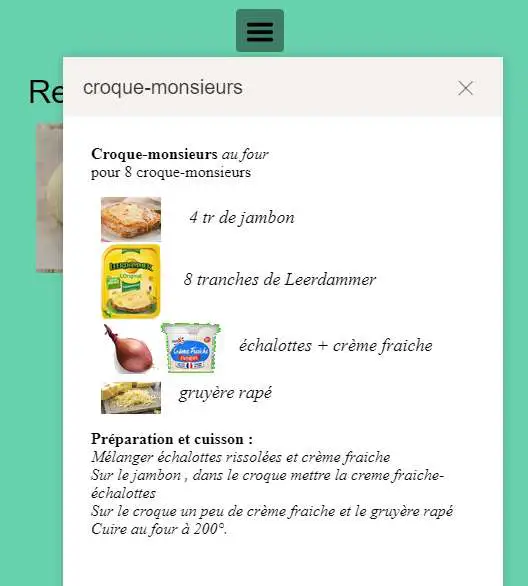 Re
croque-monsieurs
Croque-monsieurs au four
pour 8 croque-monsieurs
4 tr de jambon
LEERDAMMER
L'Original
8 tranches de Leerdammer
Crème Fraîche
échalottes + crème fraiche
gruyère rapé
Préparation et cuisson :
Mélanger échalottes rissolées et crème fraiche
Sur le jambon , dans le croque mettre la creme fraiche-
échalottes
Sur le croque un peu de crème fraiche et le gruyère rapé
Cuire au four à 200°.